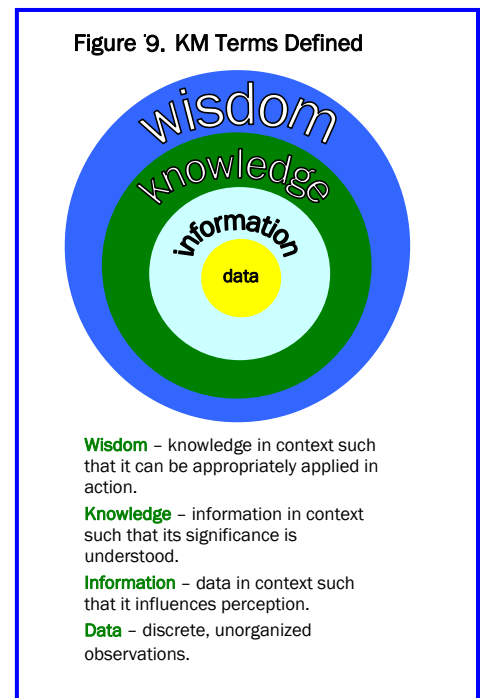 Figure 9. KM Terms Defined
wisdom
knowledge
information
data
Wisdom – knowledge in context such
that it can be appropriately applied in
action.
Knowledge – information in context
such that its significance is
understood.
Information – data in context such
that it influences perception.
Data – discrete, unorganized
observations.